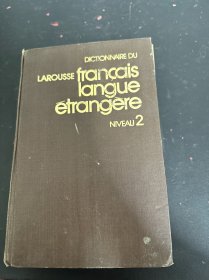 DICTIONNAIRE DU
LAROUSSE français
langue
étrangère
NIVEAU 2